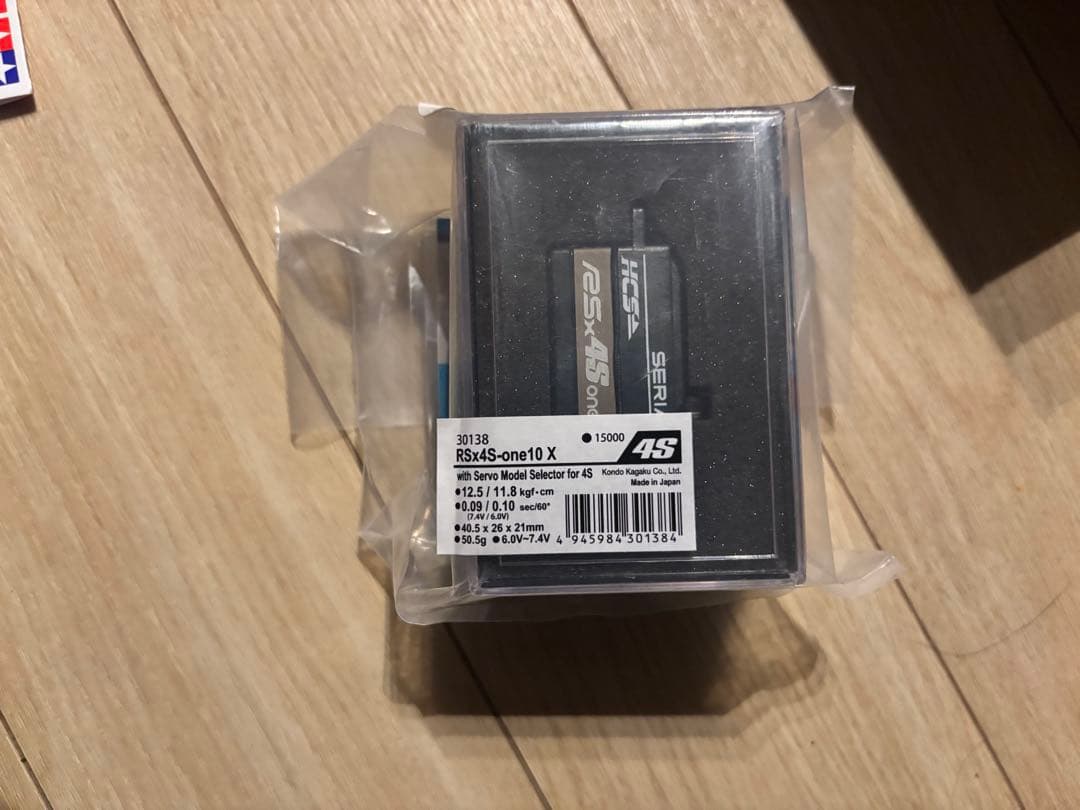 RSx4S one
HCS
SERIA
30138
● 15000
4S
RSx4S-one10 X
with Servo Model Selector for 4S
Kondo Kagaku Co., Ltd.
Made in Japan
●12.5 / 11.8 kgf・cm
●0.09 / 0.10 sec/60°
(7.4V / 6.0V)
●40.5 x 26 x 21mm
●50.5g ●6.0V~7.4V
4 945984 301384